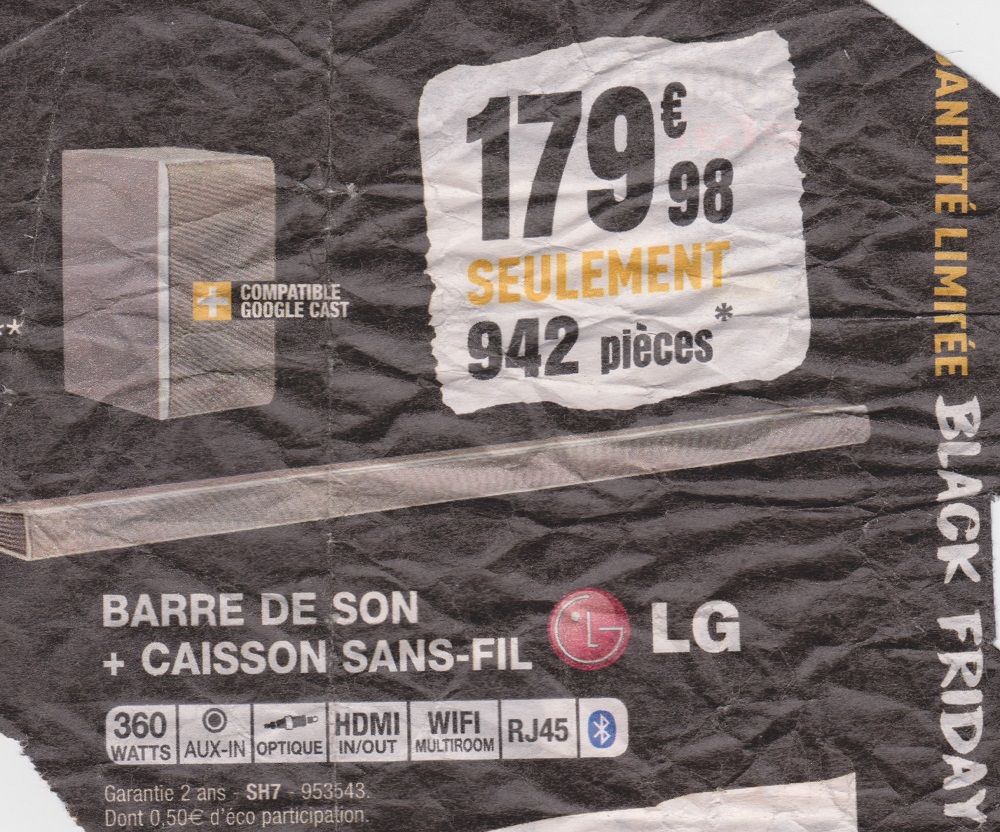 179€98
SEULEMENT
942 pièces*
COMPATIBLE
GOOGLE CAST
**
ANTITÉ LIMITÉE BLACK FRIDAY
BARRE DE SON
+ CAISSON SANS-FIL
LG
360 WATTS
AUX-IN
OPTIQUE
HDMI IN/OUT
WIFI MULTIROOM
RJ45
Garantie 2 ans - SH7 - 953543.
Dont 0,50€ d'éco participation.